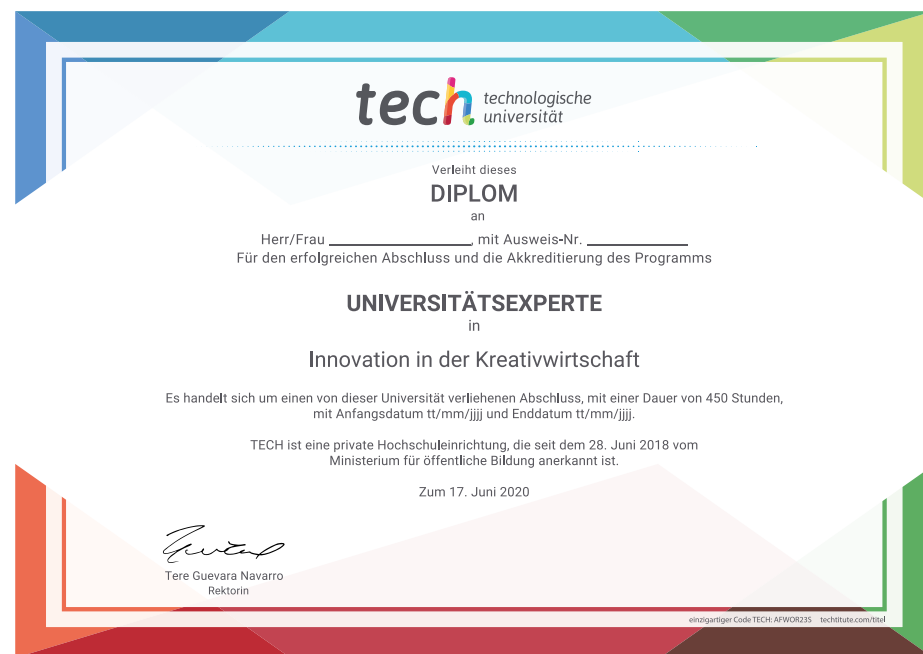 tech technologische
universität
Verleiht dieses
DIPLOM
an
Herr/Frau ____________________, mit Ausweis-Nr. ______________
Für den erfolgreichen Abschluss und die Akkreditierung des Programms
UNIVERSITÄTSEXPERTE
in
Innovation in der Kreativwirtschaft
Es handelt sich um einen von dieser Universität verliehenen Abschluss, mit einer Dauer von 450 Stunden,
mit Anfangsdatum tt/mm/jjjj und Enddatum tt/mm/jjjj.
TECH ist eine private Hochschuleinrichtung, die seit dem 28. Juni 2018 vom
Ministerium für öffentliche Bildung anerkannt ist.
Zum 17. Juni 2020
Tere Guevara Navarro
Rektorin
einzigartiger Code TECH: AFWOR23S techtitute.com/titel